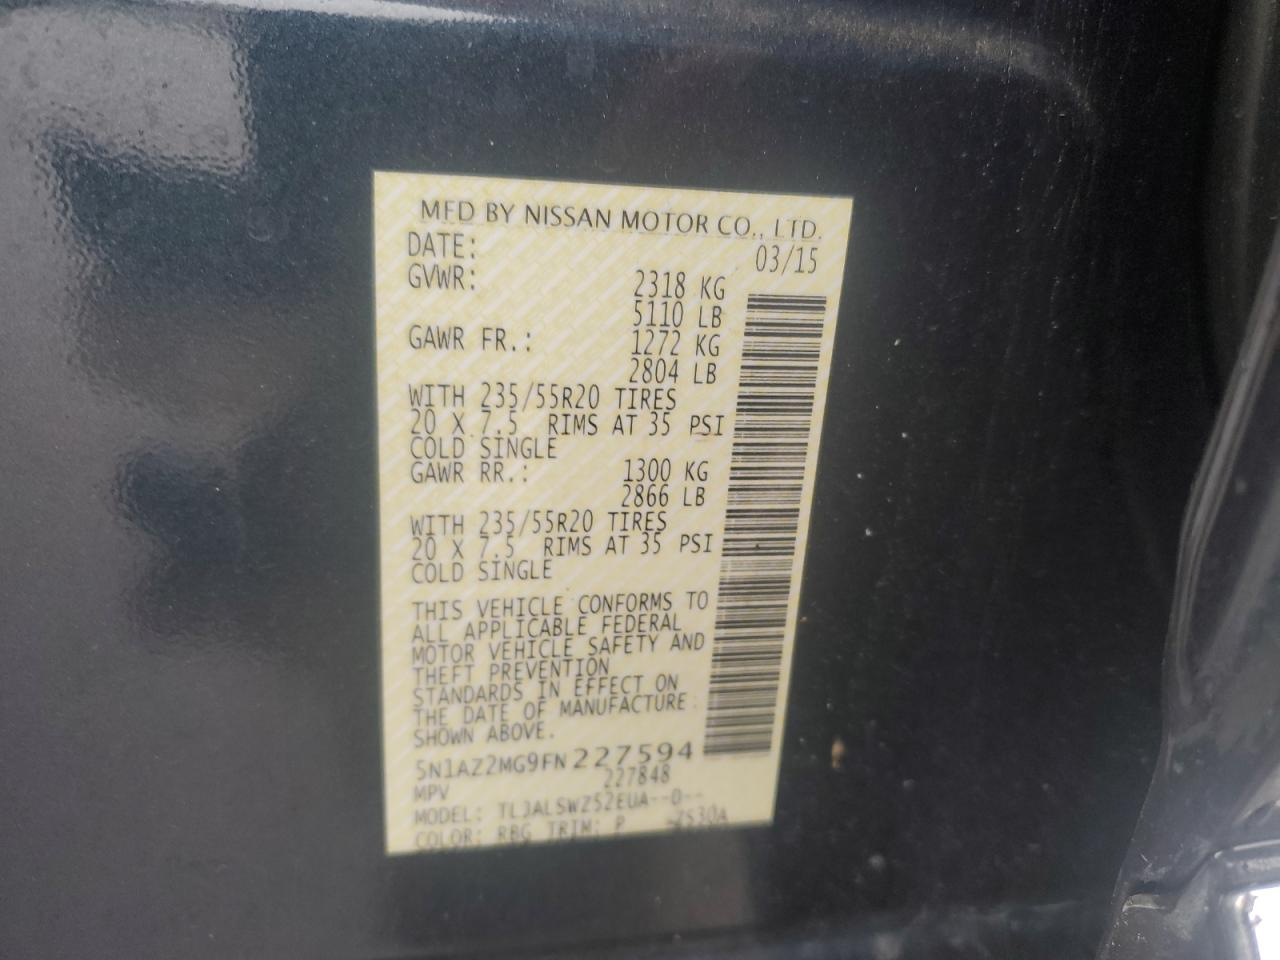 MFD BY NISSAN MOTOR CO., LTD.
DATE: 03/15
GVWR: 2318 KG
5110 LB
GAWR FR.: 1272 KG
2804 LB
WITH 235/55R20 TIRES
20 X 7.5 RIMS AT 35 PSI
COLD SINGLE
GAWR RR.: 1300 KG
2866 LB
WITH 235/55R20 TIRES
20 X 7.5 RIMS AT 35 PSI
COLD SINGLE
THIS VEHICLE CONFORMS TO
ALL APPLICABLE FEDERAL
MOTOR VEHICLE SAFETY AND
THEFT PREVENTION
STANDARDS IN EFFECT ON
THE DATE OF MANUFACTURE
SHOWN ABOVE.
5N1AZ2MG9FN227594
227848
MPV
MODEL: TL3ALSWZ52EUA--0--
COLOR: RBG TRIM: P -ZS30A